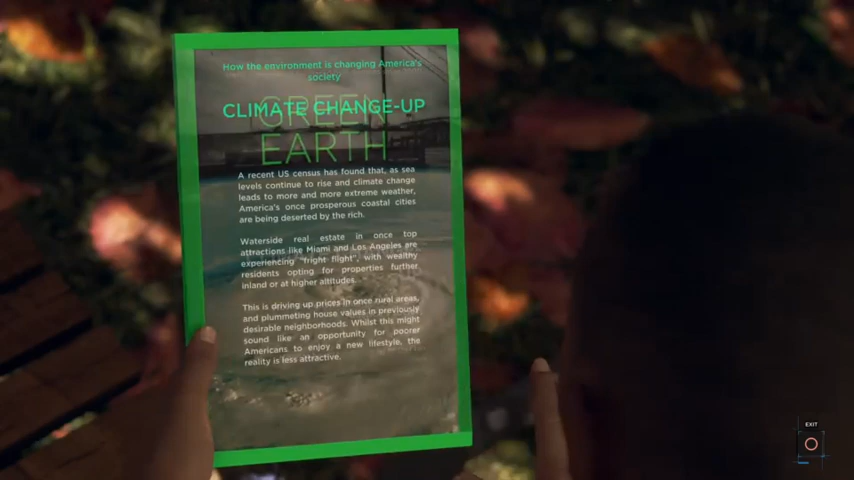 How the environment is changing America's
society
CLIMATE CHANGE-UP
GREEN
EARTH
A recent US census has found that, as sea
levels continue to rise and climate change
leads to more and more extreme weather,
America's once prosperous coastal cities
are being deserted by the rich.
Waterside real estate in once top
attractions like Miami and Los Angeles are
experiencing "fright flight", with wealthy
residents opting for properties further
inland or at higher altitudes.
This is driving up prices in once rural areas,
and plummeting house values in previously
desirable neighborhoods. Whilst this might
sound like an opportunity for poorer
Americans to enjoy a new lifestyle, the
reality is less attractive.
EXIT